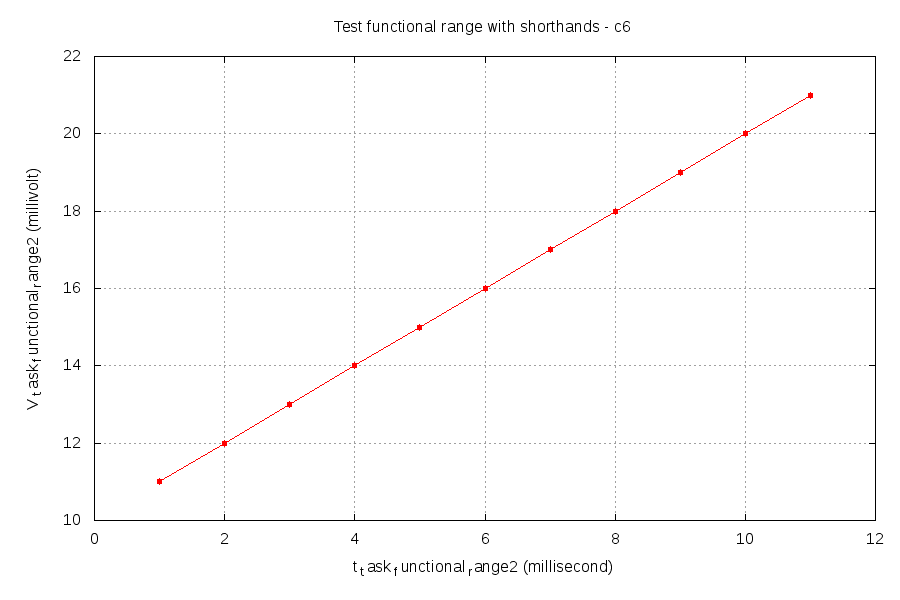 Test functional range with shorthands - c6
22
20
18
16
14
12
10
V_task_functional_range2 (millivolt)
0 2 4 6 8 10 12
t_task_functional_range2 (millisecond)